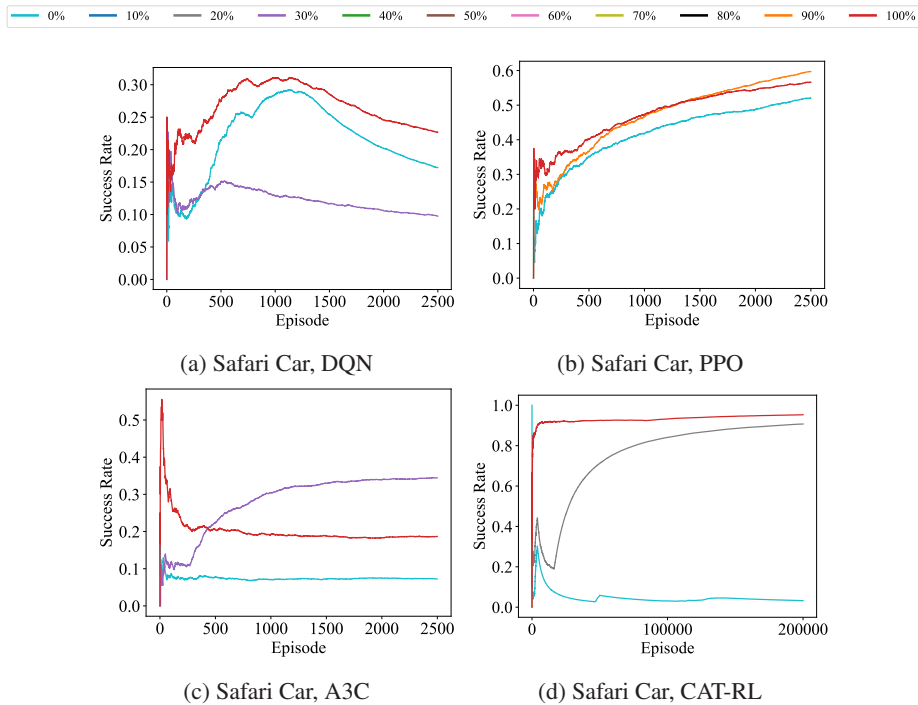 0% 10% 20% 30% 40% 50% 60% 70% 80% 90% 100%
0.30
0.25
0.20
0.15
0.10
0.05
0.00
Success Rate
0 500 1000 1500 2000 2500
Episode
(a) Safari Car, DQN
0.6
0.5
0.4
0.3
0.2
0.1
0.0
Success Rate
0 500 1000 1500 2000 2500
Episode
(b) Safari Car, PPO
0.5
0.4
0.3
0.2
0.1
0.0
Success Rate
0 500 1000 1500 2000 2500
Episode
(c) Safari Car, A3C
1.0
0.8
0.6
0.4
0.2
0.0
Success Rate
0 100000 200000
Episode
(d) Safari Car, CAT-RL